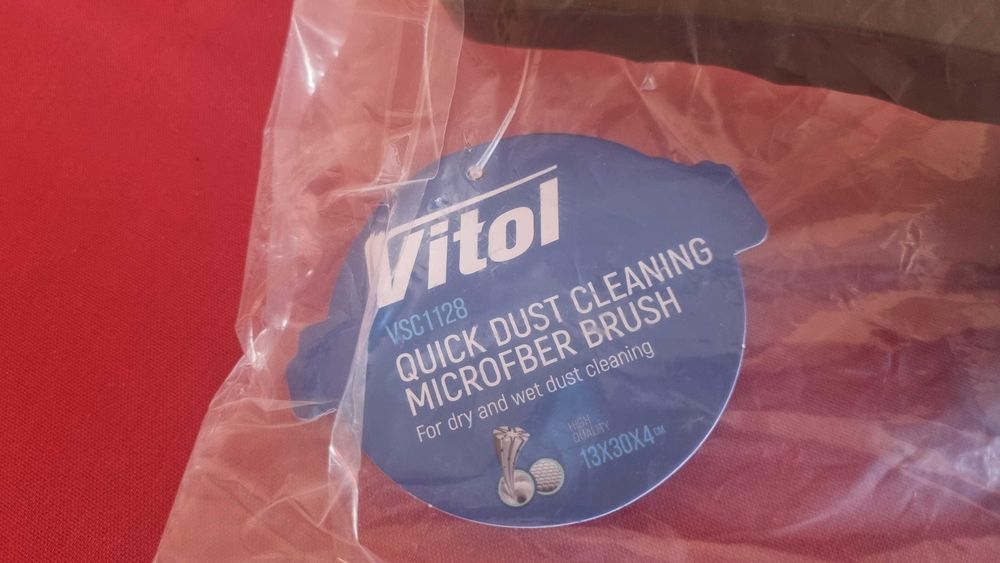 Vitol
VSC1128
QUICK DUST CLEANING
MICROFBER BRUSH
For dry and wet dust cleaning
HIGH
QUALITY
13X30X4CM